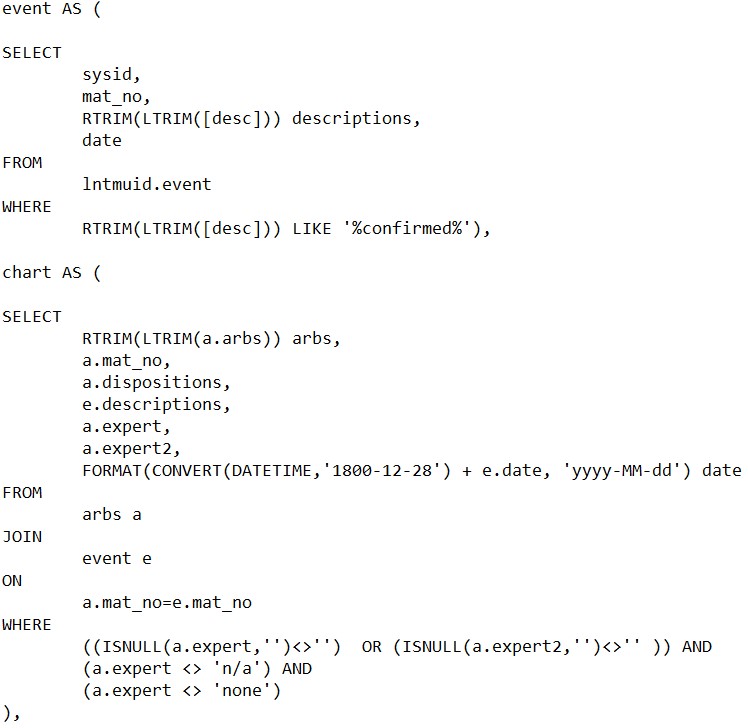 event AS (
SELECT
sysid,
mat_no,
RTRIM(LTRIM([desc])) descriptions,
date
FROM
lntmuid.event
WHERE
RTRIM(LTRIM([desc])) LIKE '%confirmed%'),
chart AS (
SELECT
RTRIM(LTRIM(a.arbs)) arbs,
a.mat_no,
a.dispositions,
e.descriptions,
a.expert,
a.expert2,
FORMAT(CONVERT(DATETIME,'1800-12-28') + e.date, 'yyyy-MM-dd') date
FROM
arbs a
JOIN
event e
ON
a.mat_no=e.mat_no
WHERE
((ISNULL(a.expert,'')<>'')  OR (ISNULL(a.expert2,'')<>'' )) AND
(a.expert <> 'n/a') AND
(a.expert <> 'none')
),